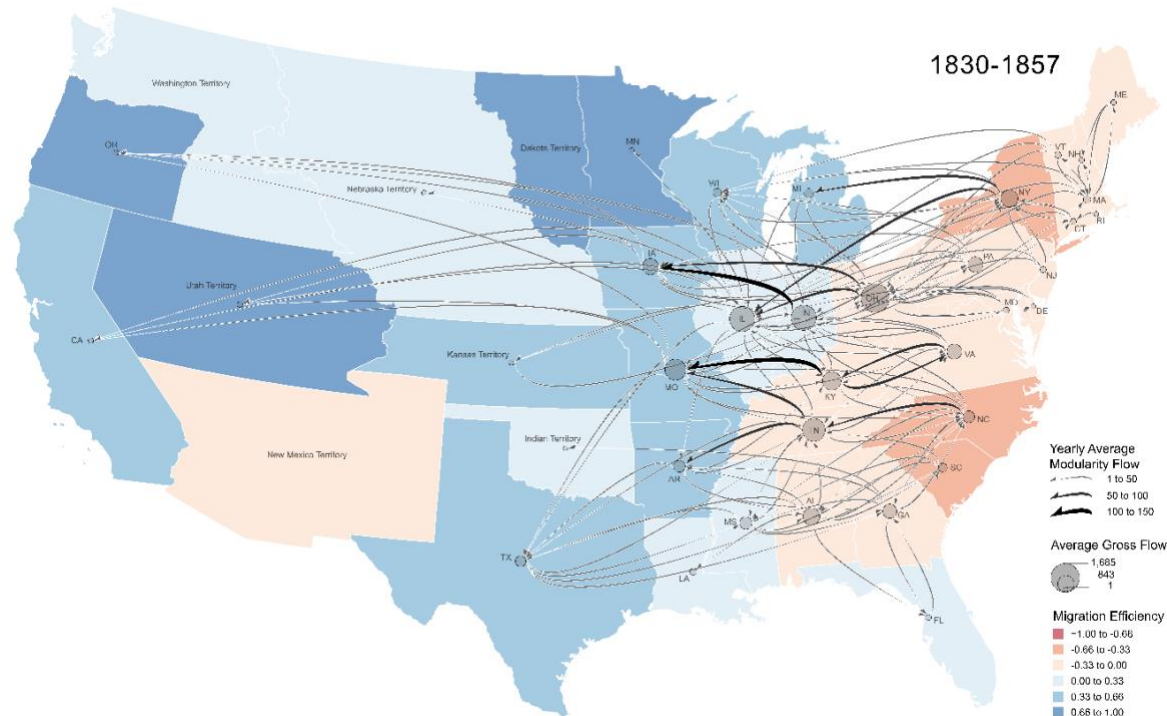 1830-1857
ME
Washington Territory
OR
Dakota Territory
MN
VT
NH
Nebraska Territory
WI
MI
NY
MA
RI
CT
IA
PA
NJ
Utah Territory
OH
MD
DE
IL
CA
Kansas Territory
VA
MO
KY
NC
New Mexico Territory
Indian Territory
SC
AR
MS
GA
TX
LA
FL
Yearly Average
Modularity Flow
1 to 50
50 to 100
100 to 150
Average Gross Flow
1,685
843
1
Migration Efficiency
-1.00 to -0.66
-0.66 to -0.33
-0.33 to 0.00
0.00 to 0.33
0.33 to 0.66
0.66 to 1.00